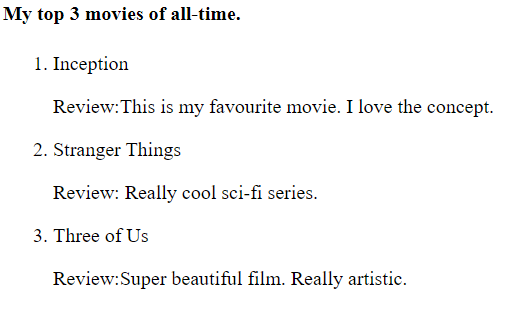 My top 3 movies of all-time.
1. Inception
Review:This is my favourite movie. I love the concept.
2. Stranger Things
Review: Really cool sci-fi series.
3. Three of Us
Review:Super beautiful film. Really artistic.